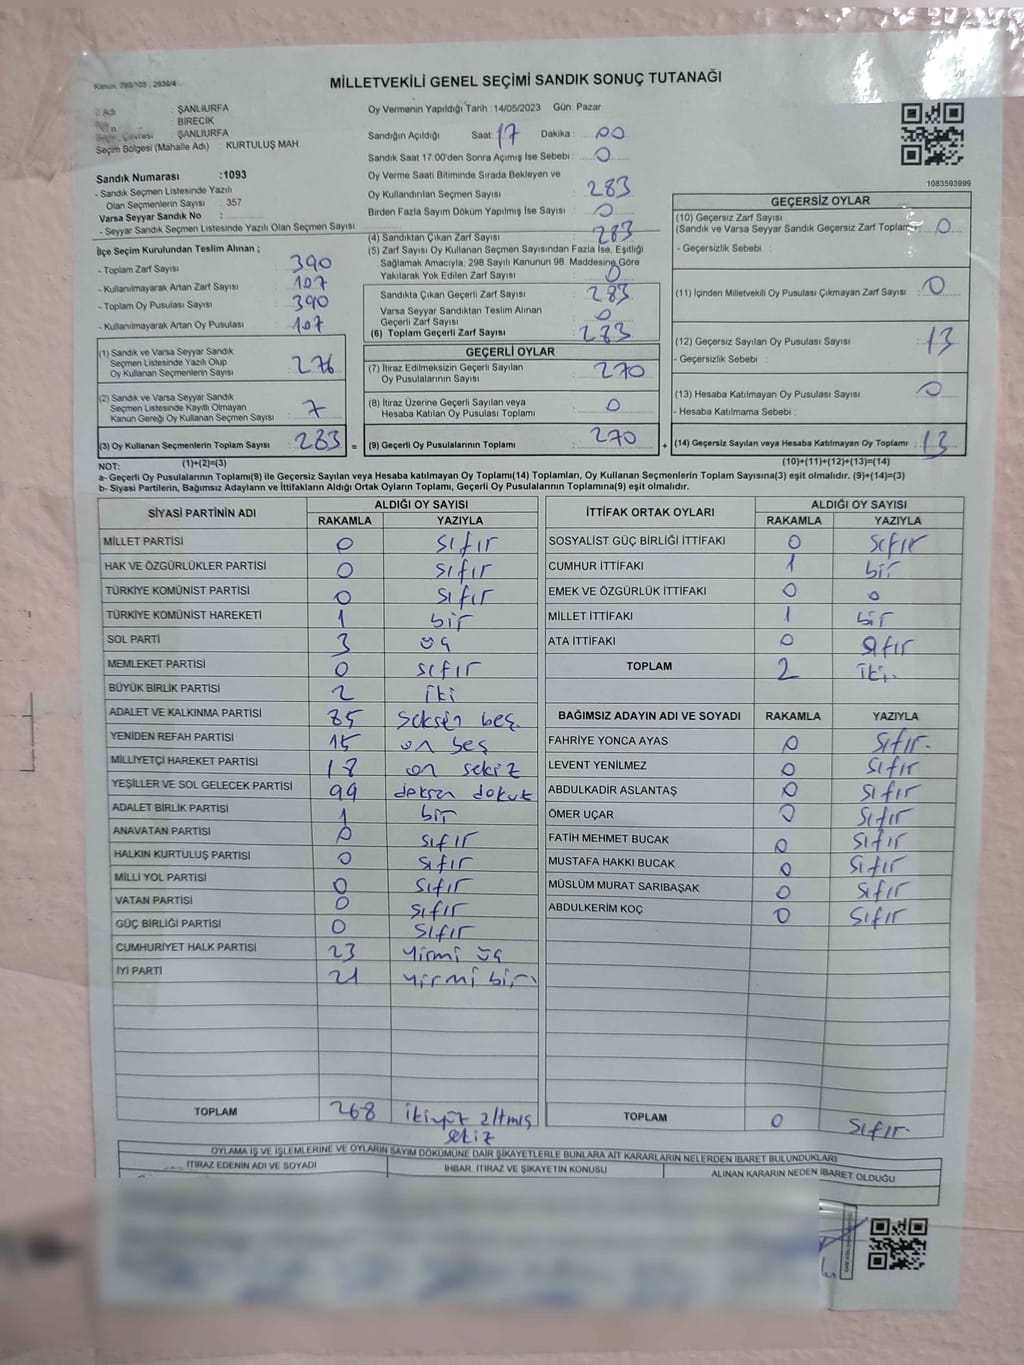 Kanun: 298/105 , 2839/4
MİLLETVEKİLİ GENEL SEÇİMİ SANDIK SONUÇ TUTANAĞI
Adı : ŞANLIURFA
: BİRECİK
Seçim Çevresi : ŞANLIURFA
Seçim Bölgesi (Mahalle Adı) : KURTULUŞ MAH
Sandık Numarası :1093
- Sandık Seçmen Listesinde Yazılı
Olan Seçmenlerin Sayısı : 357
Varsa Seyyar Sandık No :
- Seyyar Sandık Seçmen Listesinde Yazılı Olan Seçmen Sayısı :
Oy Vermenin Yapıldığı Tarih : 14/05/2023 Gün: Pazar
Sandığın Açıldığı Saat: 17 Dakika : 00
Sandık Saat 17:00'den Sonra Açımış İse Sebebi : 0
Oy Verme Saati Bitiminde Sırada Bekleyen ve
Oy Kullandırılan Seçmen Sayısı : 283
Birden Fazla Sayım Döküm Yapılmış İse Sayısı : 0
1083593999
İlçe Seçim Kurulundan Teslim Alınan ;
- Toplam Zarf Sayısı : 390
- Kullanılmayarak Artan Zarf Sayısı : 107
- Toplam Oy Pusulası Sayısı : 390
- Kullanılmayarak Artan Oy Pusulası : 107
(4) Sandıktan Çıkan Zarf Sayısı : 283
(5) Zarf Sayısı Oy Kullanan Seçmen Sayısından Fazla İse, Eşitliği
Sağlamak Amacıyla, 298 Sayılı Kanunun 98. Maddesine Göre
Yakılarak Yok Edilen Zarf Sayısı : 0
Sandıkta Çıkan Geçerli Zarf Sayısı : 283
Varsa Seyyar Sandıktan Teslim Alınan
Geçerli Zarf Sayısı : 0
(6) Toplam Geçerli Zarf Sayısı : 283
GEÇERSİZ OYLAR
(10) Geçersiz Zarf Sayısı
(Sandık ve Varsa Seyyar Sandık Geçersiz Zarf Toplamı) 0
- Geçersizlik Sebebi :
(11) İçinden Milletvekili Oy Pusulası Çıkmayan Zarf Sayısı : 0
(12) Geçersiz Sayılan Oy Pusulası Sayısı : 13
- Geçersizlik Sebebi :
(13) Hesaba Katılmayan Oy Pusulası Sayısı : 0
- Hesaba Katılmama Sebebi :
(14) Geçersiz Sayılan veya Hesaba Katılmayan Oy Toplamı : 13
(10)+(11)+(12)+(13)=(14)
(1) Sandık ve Varsa Seyyar Sandık
Seçmen Listesinde Yazılı Olup
Oy Kullanan Seçmenlerin Sayısı : 276
(2) Sandık ve Varsa Seyyar Sandık
Seçmen Listesinde Kayıtlı Olmayan
Kanun Gereği Oy Kullanan Seçmen Sayısı : 7
(3) Oy Kullanan Seçmenlerin Toplam Sayısı : 283 =
(1)+(2)=(3)
GEÇERLİ OYLAR
(7) İtiraz Edilmeksizin Geçerli Sayılan
Oy Pusulalarının Sayısı : 270
(8) İtiraz Üzerine Geçerli Sayılan veya
Hesaba Katılan Oy Pusulası Toplamı : 0
(9) Geçerli Oy Pusulalarının Toplamı : 270 +
NOT:
a- Geçerli Oy Pusulalarının Toplamı(9) ile Geçersiz Sayılan veya Hesaba katılmayan Oy Toplamı(14) Toplamları, Oy Kullanan Seçmenlerin Toplam Sayısına(3) eşit olmalıdır. (9)+(14)=(3)
b- Siyasi Partilerin, Bağımsız Adayların ve İttifakların Aldığı Ortak Oyların Toplamı, Geçerli Oy Pusulalarının Toplamına(9) eşit olmalıdır.
SİYASİ PARTİNİN ADI ALDIĞI OY SAYISI
RAKAMLA YAZIYLA
MİLLET PARTİSİ 0 sıfır
HAK VE ÖZGÜRLÜKLER PARTİSİ 0 sıfır
TÜRKİYE KOMÜNİST PARTİSİ 0 sıfır
TÜRKİYE KOMÜNİST HAREKETİ 1 bir
SOL PARTİ 3 üç
MEMLEKET PARTİSİ 0 sıfır
BÜYÜK BİRLİK PARTİSİ 2 iki
ADALET VE KALKINMA PARTİSİ 85 seksen beş.
YENİDEN REFAH PARTİSİ 15 on beş
MİLLİYETÇİ HAREKET PARTİSİ 18 on sekiz
YEŞİLLER VE SOL GELECEK PARTİSİ 99 doksan dokuz
ADALET BİRLİK PARTİSİ 1 bir
ANAVATAN PARTİSİ 0 sıfır
HALKIN KURTULUŞ PARTİSİ 0 sıfır
MİLLİ YOL PARTİSİ 0 sıfır
VATAN PARTİSİ 0 sıfır
GÜÇ BİRLİĞİ PARTİSİ 0 sıfır
CUMHURİYET HALK PARTİSİ 23 yirmi üç
İYİ PARTİ 21 yirmi bir
TOPLAM 268 ikiyüz altmış
sekiz
İTTİFAK ORTAK OYLARI ALDIĞI OY SAYISI
RAKAMLA YAZIYLA
SOSYALİST GÜÇ BİRLİĞİ İTTİFAKI 0 sıfır
CUMHUR İTTİFAKI 1 bir
EMEK VE ÖZGÜRLÜK İTTİFAKI 0 0
MİLLET İTTİFAKI 1 bir
ATA İTTİFAKI 0 sıfır
TOPLAM 2 iki.
BAĞIMSIZ ADAYIN ADI VE SOYADI RAKAMLA YAZIYLA
FAHRİYE YONCA AYAS 0 sıfır.
LEVENT YENİLMEZ 0 sıfır
ABDULKADİR ASLANTAŞ 0 sıfır
ÖMER UÇAR 0 sıfır
FATİH MEHMET BUCAK 0 sıfır
MUSTAFA HAKKI BUCAK 0 sıfır
MÜSLÜM MURAT SARIBAŞAK 0 sıfır
ABDULKERİM KOÇ 0 sıfır
TOPLAM 0 sıfır.
OYLAMA İŞ VE İŞLEMLERİNE VE OYLARIN SAYIM DÖKÜMÜNE DAİR ŞİKAYETLERLE BUNLARA AİT KARARLARIN NELERDEN İBARET BULUNDUKLARI
İTİRAZ EDENİN ADI VE SOYADI İHBAR, İTİRAZ VE ŞİKAYETİN KONUSU ALINAN KARARIN NEDEN İBARET OLDUĞU